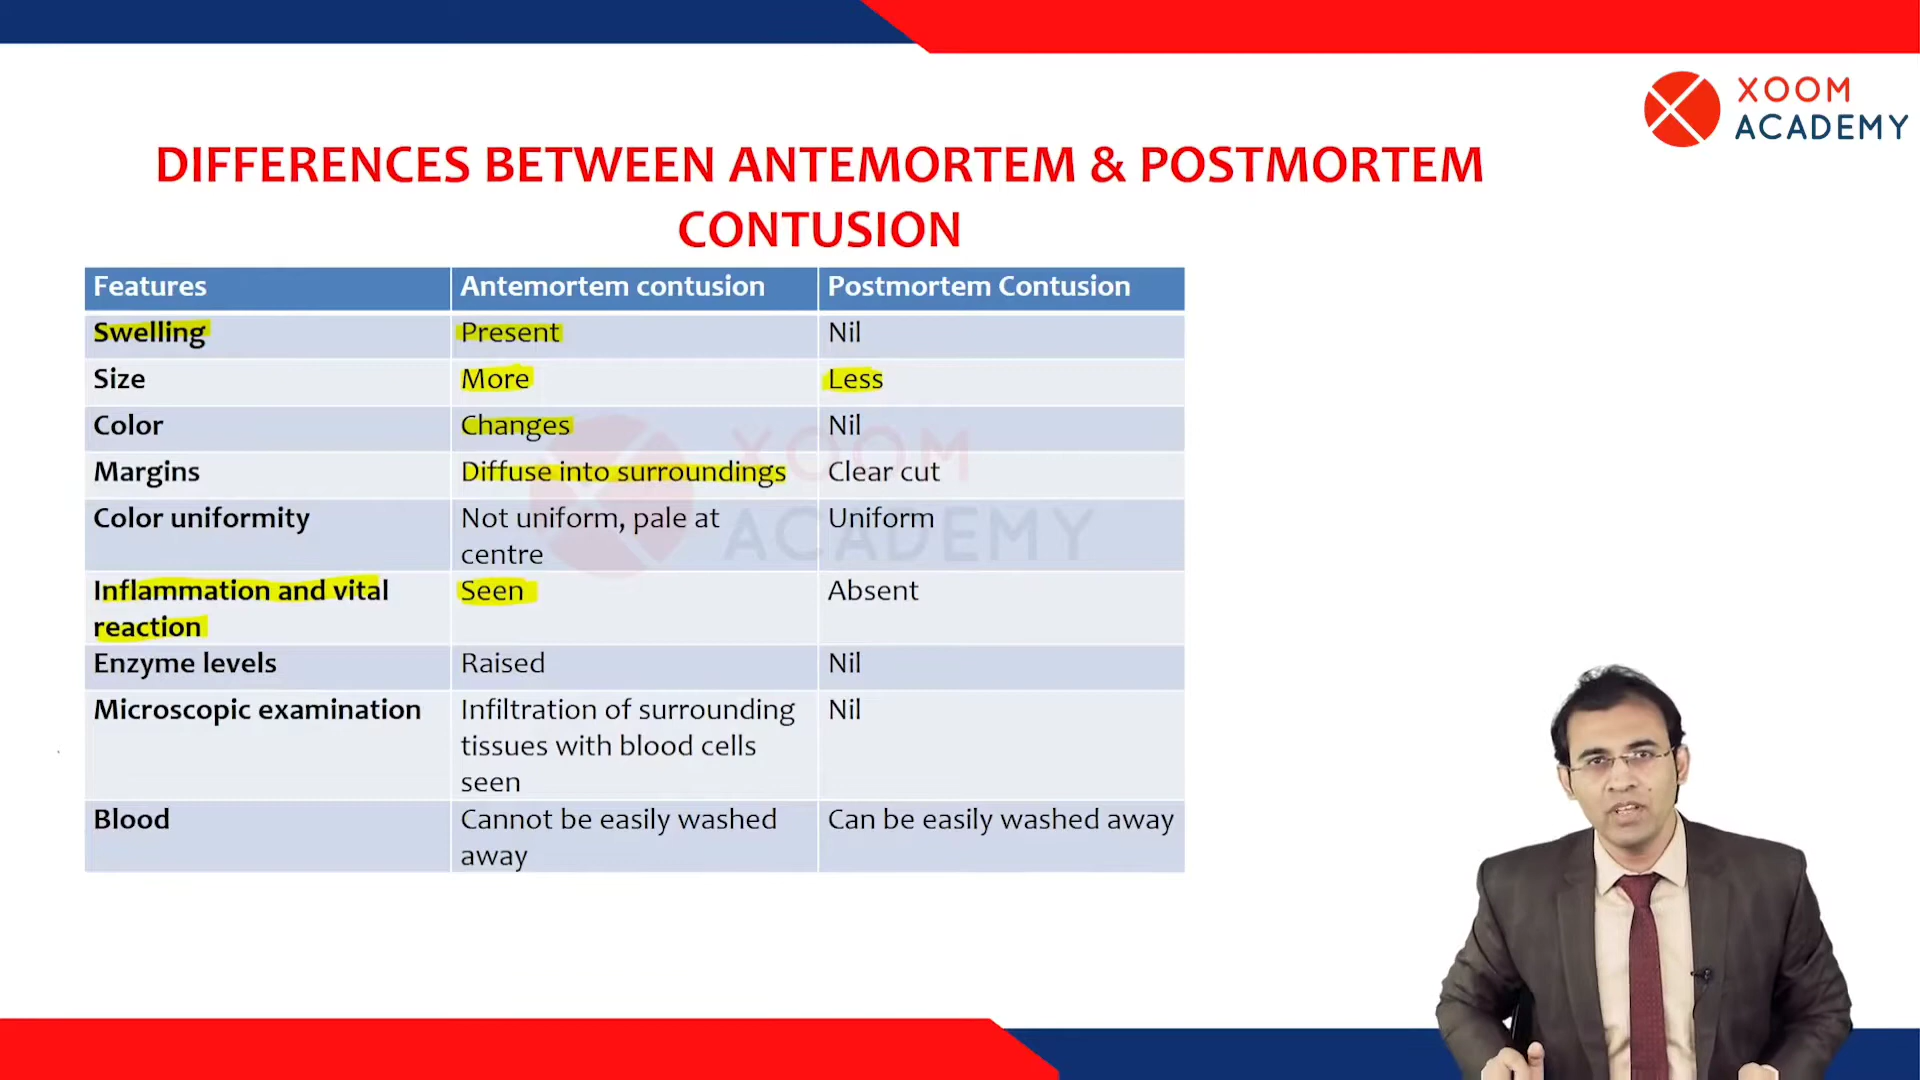 XOOM
ACADEMY
DIFFERENCES BETWEEN ANTEMORTEM & POSTMORTEM
CONTUSION
Features Antemortem contusion Postmortem Contusion
Swelling Present Nil
Size More Less
Color Changes Nil
Margins Diffuse into surroundings Clear cut
Color uniformity Not uniform, pale at Uniform
centre
Inflammation and vital Seen Absent
reaction
Enzyme levels Raised Nil
Microscopic examination Infiltration of surrounding Nil
tissues with blood cells
seen
Blood Cannot be easily washed Can be easily washed away
away
XOOM
ACADEMY